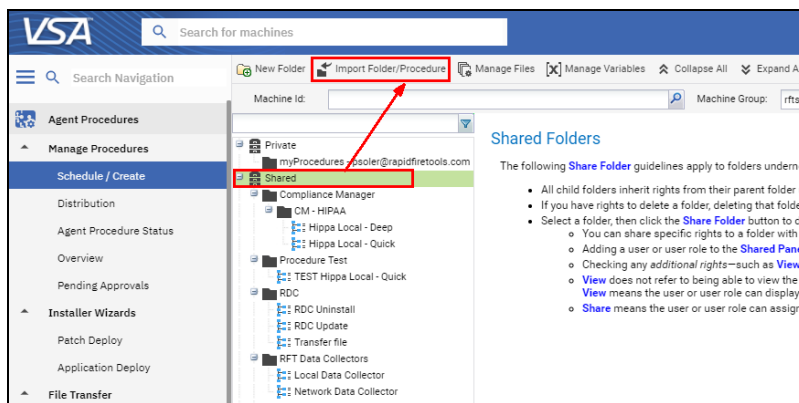 VSA
Search for machines
Search Navigation
New Folder Import Folder/Procedure Manage Files [x] Manage Variables Collapse All Expand A
Machine Id: Machine Group: rfts
Agent Procedures
Manage Procedures
Schedule / Create
Distribution
Agent Procedure Status
Overview
Pending Approvals
Installer Wizards
Patch Deploy
Application Deploy
File Transfer
Private
myProcedures - psoler@rapidfiretools.com
Shared
Compliance Manager
CM - HIPAA
Hippa Local - Deep
Hippa Local - Quick
Procedure Test
TEST Hippa Local - Quick
RDC
RDC Uninstall
RDC Update
Transfer file
RFT Data Collectors
Local Data Collector
Network Data Collector
Shared Folders
The following Share Folder guidelines apply to folders undern
• All child folders inherit rights from their parent folder
• If you have rights to delete a folder, deleting that folde
• Select a folder, then click the Share Folder button to d
You can share specific rights to a folder with
Adding a user or user role to the Shared Pane
Checking any additional rights—such as View
View does not refer to being able to view the
View means the user or user role can display
Share means the user or user role can assign